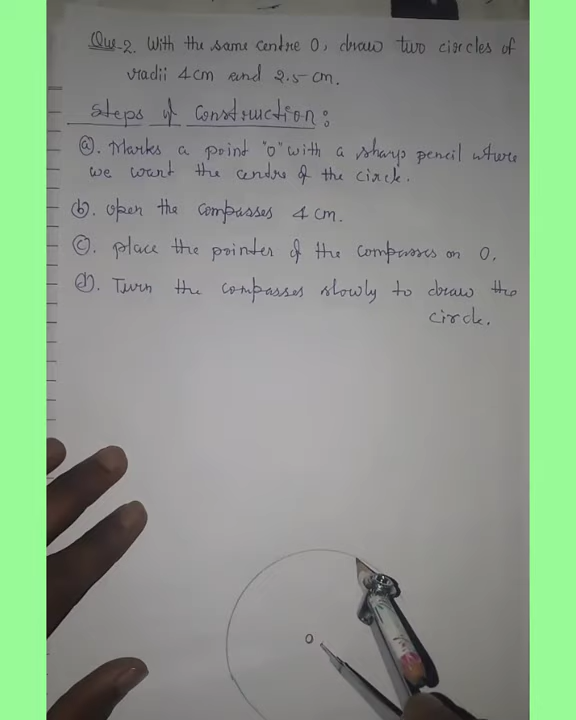 Que-2. With the same centre O, draw two circles of
radii 4cm and 2.5 cm.
Steps of Construction:
(a). Marks a point "O" with a sharp pencil where
we want the centre of the circle.
(b). open the compasses 4 cm.
(c). place the pointer of the compasses on O.
(d). Turn the compasses slowly to draw the
circle.
O